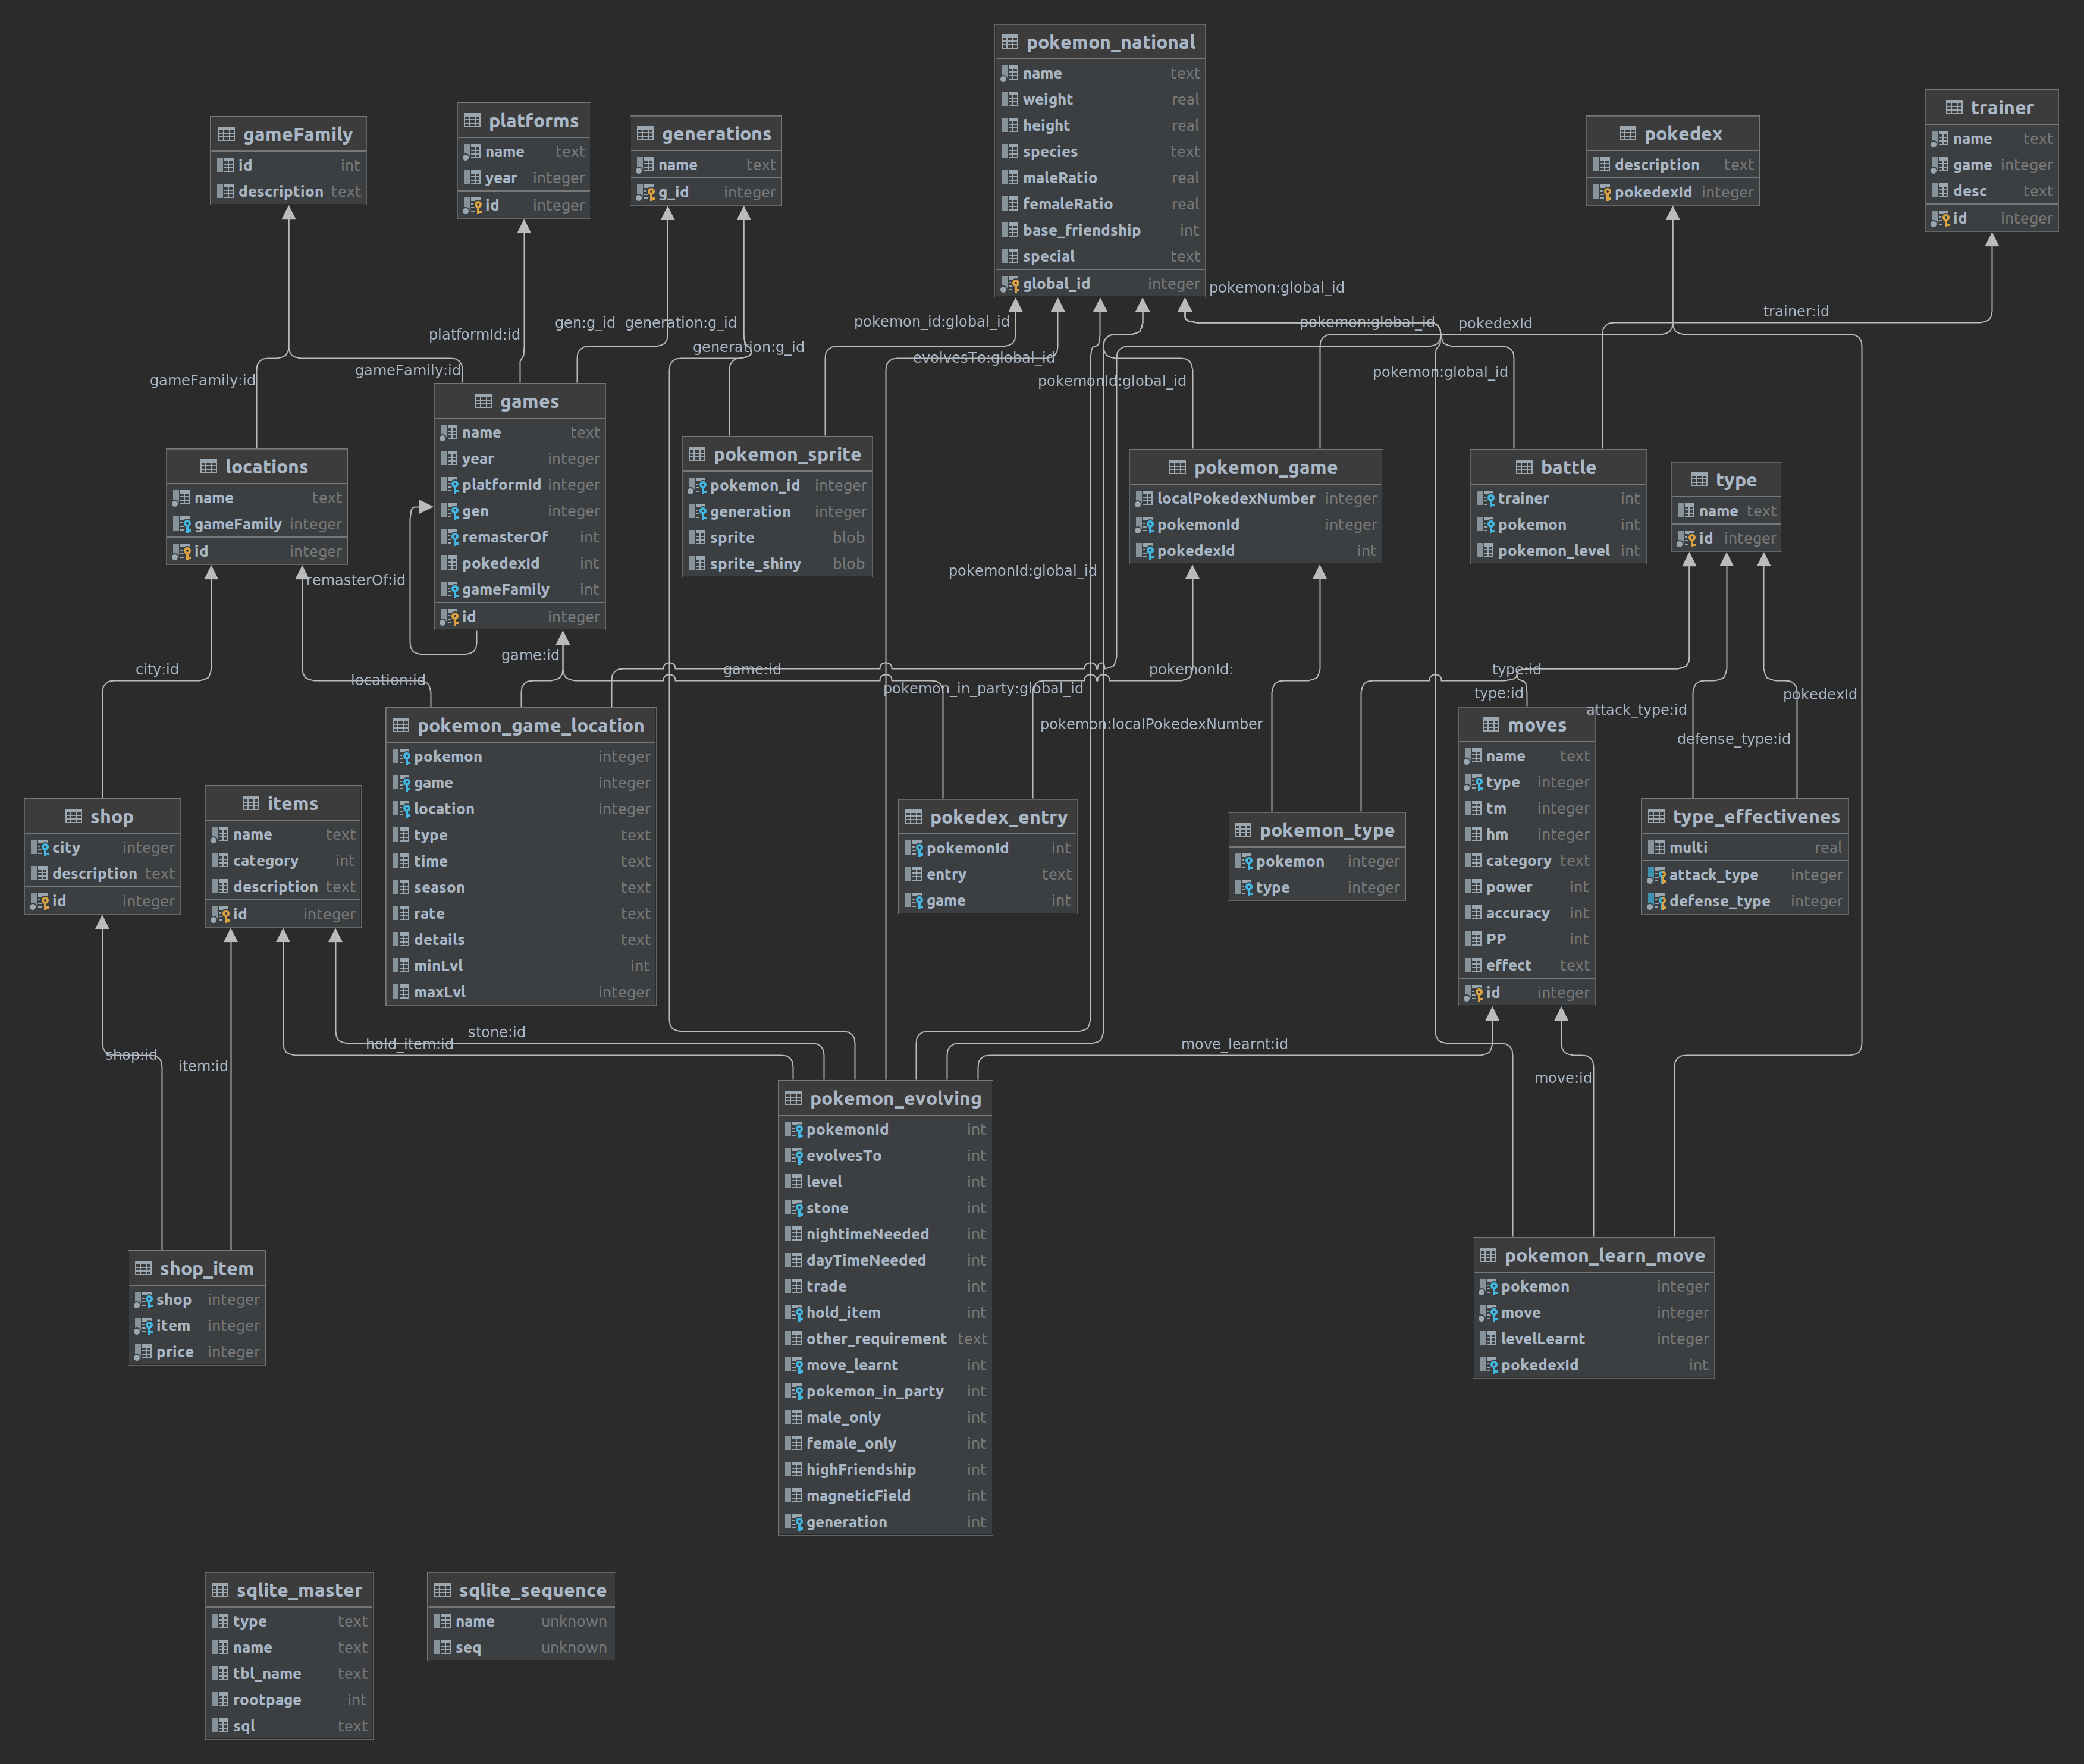 pokemon_national
name text
weight real
height real
species text
maleRatio real
femaleRatio real
base_friendship int
special text
global_id integer
gameFamily
id int
description text
platforms
name text
year integer
id integer
generations
name text
g_id integer
pokedex
description text
pokedexId integer
trainer
name text
game integer
desc text
id integer
pokemon:global_id
trainer:id
pokemon_id:global_id
gen:g_id
generation:g_id
pokemon:global_id
pokedexId
platformId:id
generation:g_id
evolvesTo:global_id
gameFamily:id
gameFamily:id
pokemonId:global_id
pokemon:global_id
games
name text
year integer
platformId integer
gen integer
remasterOf int
pokedexId int
gameFamily int
id integer
locations
name text
gameFamily integer
id integer
pokemon_sprite
pokemon_id integer
generation integer
sprite blob
sprite_shiny blob
pokemon_game
localPokedexNumber integer
pokemonId integer
pokedexId int
battle
trainer int
pokemon int
pokemon_level int
type
name text
id integer
remasterOf:id
pokemonId:global_id
game:id
city:id
location:id
game:id
pokemonId:
type:id
pokemon_in_party:global_id
type:id
pokedexId
attack_type:id
pokemon:localPokedexNumber
defense_type:id
pokemon_game_location
pokemon integer
game integer
location integer
type text
time text
season text
rate text
details text
minLvl int
maxLvl integer
moves
name text
type integer
tm integer
hm integer
category text
power int
accuracy int
PP int
effect text
id integer
shop
city integer
description text
id integer
items
name text
category int
description text
id integer
pokedex_entry
pokemonId int
entry text
game int
pokemon_type
pokemon integer
type integer
type_effectivenes
multi real
attack_type integer
defense_type integer
stone:id
hold_item:id
move_learnt:id
shop:id
item:id
move:id
pokemon_evolving
pokemonId int
evolvesTo int
level int
stone int
nightimeNeeded int
dayTimeNeeded int
trade int
hold_item int
other_requirement text
move_learnt int
pokemon_in_party int
male_only int
female_only int
highFriendship int
magneticField int
generation int
shop_item
shop integer
item integer
price integer
pokemon_learn_move
pokemon integer
move integer
levelLearnt integer
pokedexId int
sqlite_master
type text
name text
tbl_name text
rootpage int
sql text
sqlite_sequence
name unknown
seq unknown